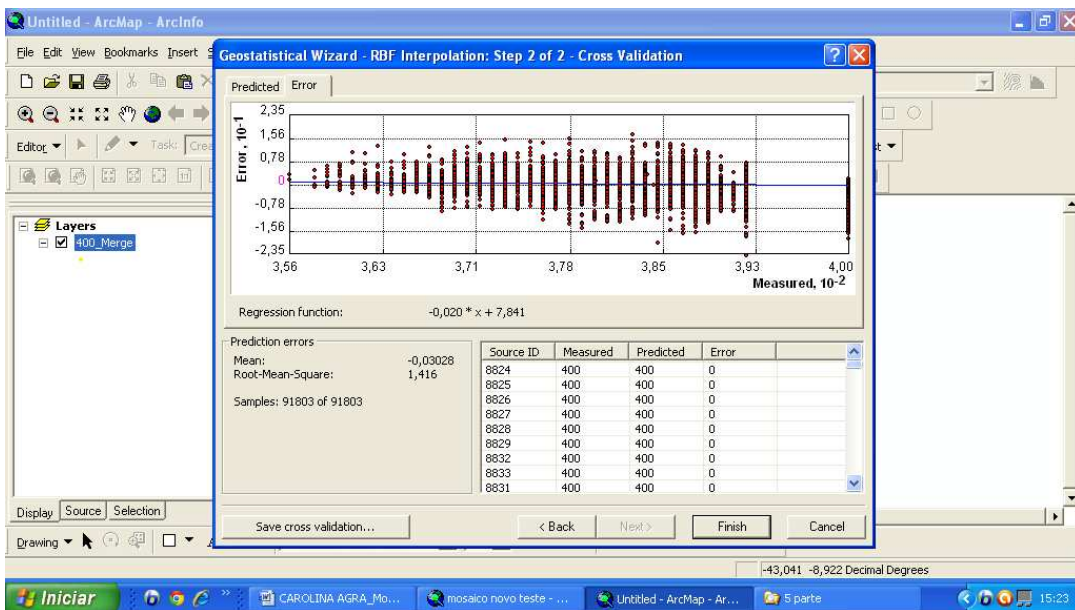 Untitled - ArcMap - ArcInfo
File Edit View Bookmarks Insert
Editor Task:
Layers
400_Merge
Display Source Selection
Drawing
Geostatistical Wizard - RBF Interpolation: Step 2 of 2 - Cross Validation
Predicted Error
Error, 10-1
2,35
1,56
0,78
0
-0,78
-1,56
-2,35
3,56 3,63 3,71 3,78 3,85 3,93 4,00
Measured, 10-2
Regression function: -0,020 * x + 7,841
Prediction errors
Mean: -0,03028
Root-Mean-Square: 1,416
Samples: 91803 of 91803
Source ID Measured Predicted Error
8824 400 400 0
8825 400 400 0
8826 400 400 0
8827 400 400 0
8828 400 400 0
8829 400 400 0
8832 400 400 0
8833 400 400 0
8831 400 400 0
Save cross validation... < Back Next > Finish Cancel
-43,041 -8,922 Decimal Degrees
Iniciar CAROLINA AGRA_Mo... mosaico novo teste - ... Untitled - ArcMap - Ar... 5 parte 15:23